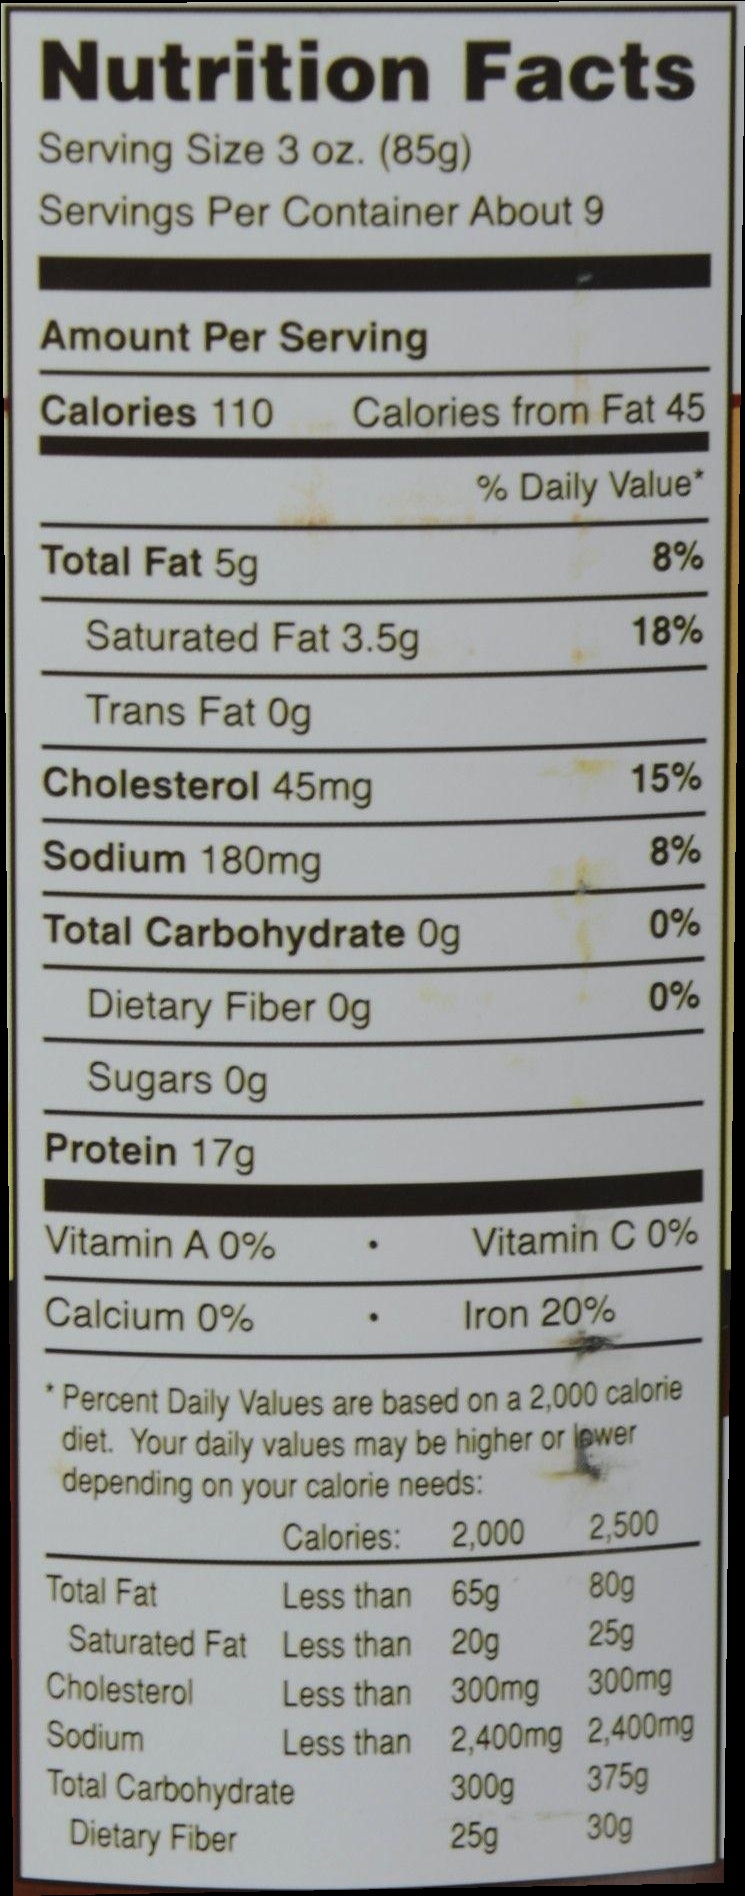 Nutrition Facts
Serving Size 3 oz. (85g)
Servings Per Container About 9
Amount Per Serving
Calories 110 Calories from Fat 45
% Daily Value*
Total Fat 5g 8%
Saturated Fat 3.5g 18%
Trans Fat 0g
Cholesterol 45mg 15%
Sodium 180mg 8%
Total Carbohydrate 0g 0%
Dietary Fiber 0g 0%
Sugars 0g
Protein 17g
Vitamin A 0% • Vitamin C 0%
Calcium 0% • Iron 20%
* Percent Daily Values are based on a 2,000 calorie
diet. Your daily values may be higher or lower
depending on your calorie needs:
Calories: 2,000 2,500
Total Fat Less than 65g 80g
Saturated Fat Less than 20g 25g
Cholesterol Less than 300mg 300mg
Sodium Less than 2,400mg 2,400mg
Total Carbohydrate 300g 375g
Dietary Fiber 25g 30g